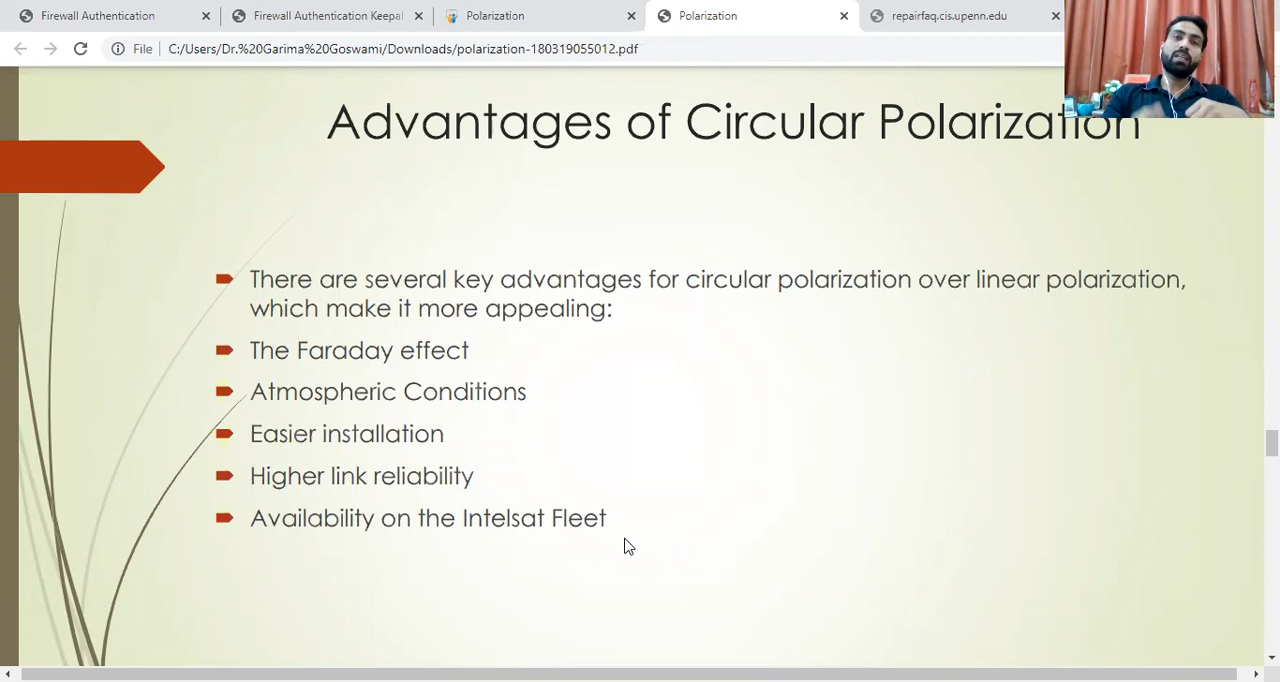 Firewall Authentication
Firewall Authentication Keepal
Polarization
Polarization
repairfaq.cis.upenn.edu
File
C:/Users/Dr.%20Garima%20Goswami/Downloads/polarization-180319055012.pdf
Advantages of Circular Polarization
There are several key advantages for circular polarization over linear polarization,
which make it more appealing:
The Faraday effect
Atmospheric Conditions
Easier installation
Higher link reliability
Availability on the Intelsat Fleet